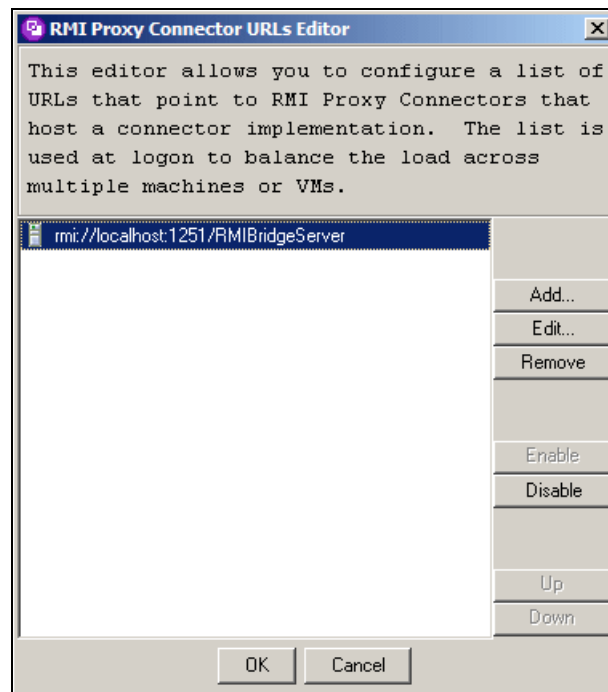 RMI Proxy Connector URLs Editor
This editor allows you to configure a list of
URLs that point to RMI Proxy Connectors that
host a connector implementation.  The list is
used at logon to balance the load across
multiple machines or VMs.
rmi://localhost:1251/RMIBridgeServer
Add...
Edit...
Remove
Enable
Disable
Up
Down
OK
Cancel